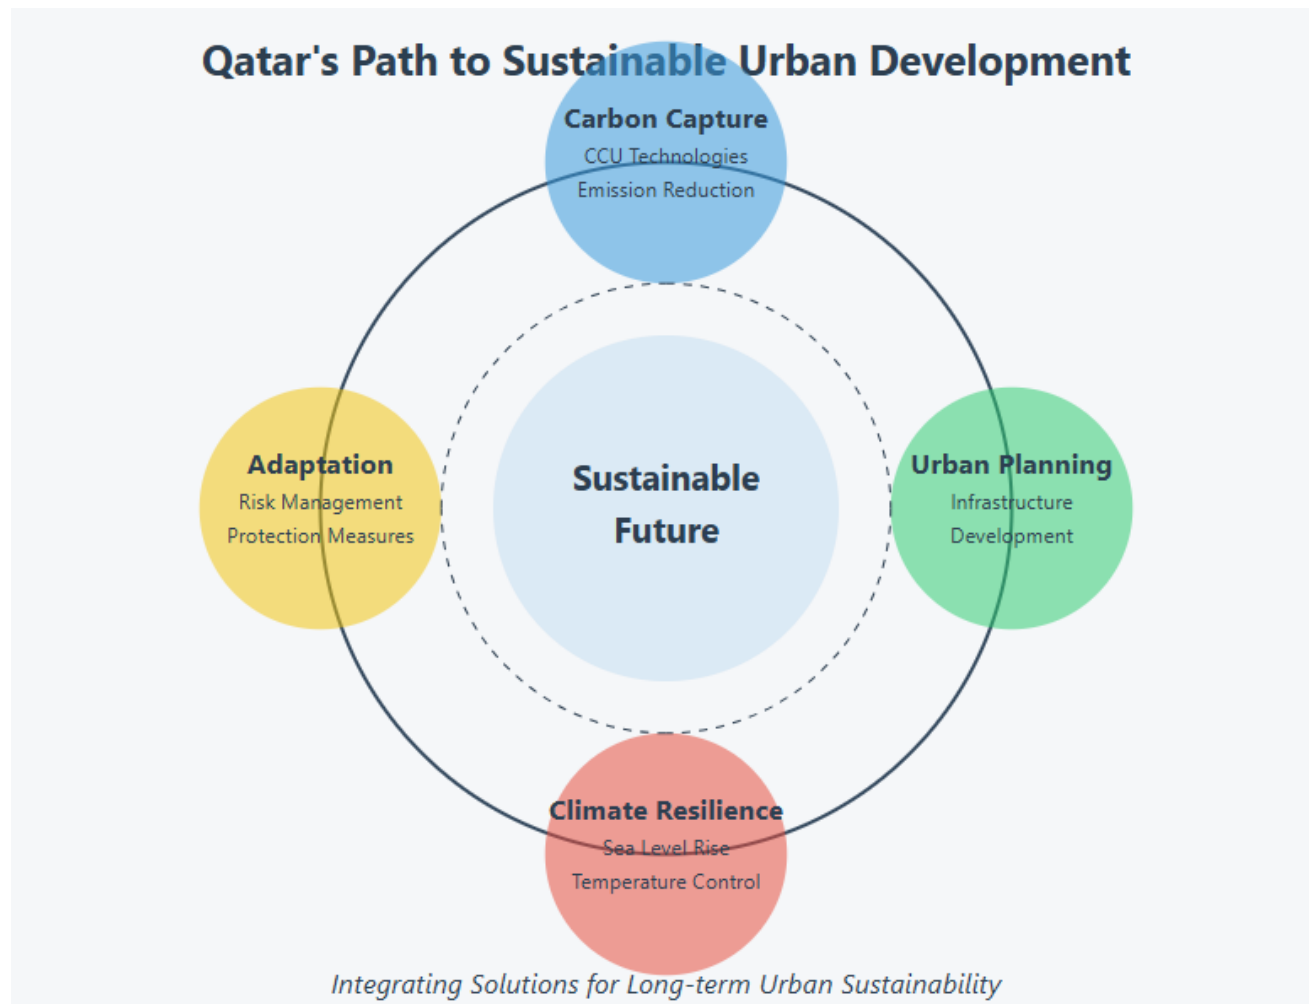 Qatar's Path to Sustainable Urban Development
Carbon Capture
CCU Technologies
Emission Reduction
Adaptation
Risk Management
Protection Measures
Sustainable
Future
Urban Planning
Infrastructure
Development
Climate Resilience
Sea Level Rise
Temperature Control
Integrating Solutions for Long-term Urban Sustainability